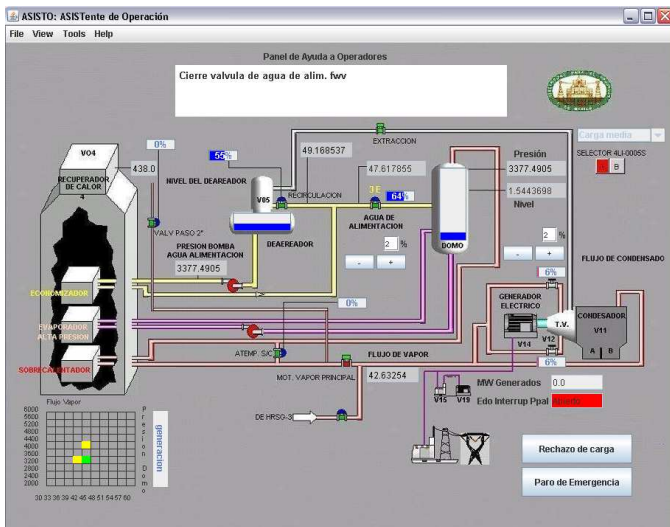 ASISTO: ASISTente de Operación
File View Tools Help
Panel de Ayuda a Operadores
Cierre valvula de agua de alim. fwv
EXTRACCION
Carga media
SELECTOR 4LI-0005S
A B
VO4
RECUPERADOR
DE CALOR
4
0%
438.0
55%
NIVEL DEL DEAREADOR
V05
49.168537
RECIRCULACION
47.617855
3E
64%
Presión
3377.4905
1.5443698
Nivel
VALV PASO 2°
PRESION BOMBA
AGUA ALIMENTACION
3377.4905
DEAEREADOR
AGUA DE
ALIMENTACION
2 %
- +
DOMO
2 %
- +
FLUJO DE CONDENSADO
6%
ECONOMIZADOR
EVAPORADOR
ALTA PRESION
SOBRECALENTADOR
0%
ATEMP. S/C
GENERADOR
ELECTRICO
V14
T.V.
V12
CONDESADOR
V11
A B
6%
FLUJO DE VAPOR
MOT. VAPOR PRINCIPAL
42.63254
V15 V19
MW Generados 0.0
Edo Interrup Ppal Abierto
DE HRSG-3
Flujo Vapor
6000
5600
5200
4800
4400
4000
3600
3200
2800
2400
2000
30 33 36 39 42 45 48 51 54 57 60
Presion Domo
generacion
Rechazo de carga
Paro de Emergencia